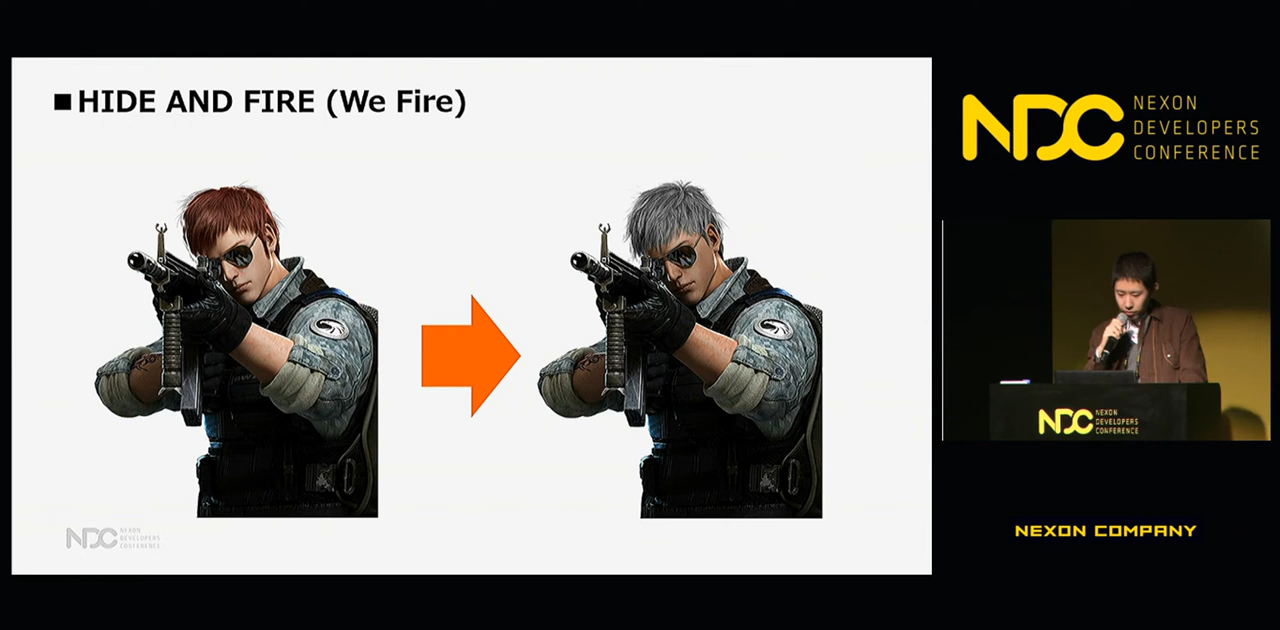 ■HIDE AND FIRE (We Fire)
NDC NEXON
DEVELOPERS
CONFERENCE
NDC NEXON
DEVELOPERS
CONFERENCE
NDC NEXON
DEVELOPERS
CONFERENCE
NEXON COMPANY